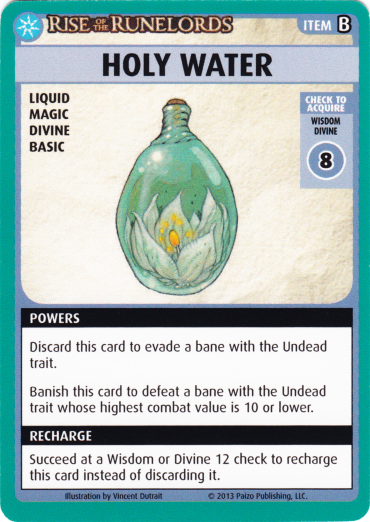 RISE OF THE RUNELORDS ITEM B
HOLY WATER
LIQUID
MAGIC
DIVINE
BASIC
CHECK TO
ACQUIRE
WISDOM
DIVINE
8
POWERS
Discard this card to evade a bane with the Undead
trait.
Banish this card to defeat a bane with the Undead
trait whose highest combat value is 10 or lower.
RECHARGE
Succeed at a Wisdom or Divine 12 check to recharge
this card instead of discarding it.
Illustration by Vincent Dutrait © 2013 Paizo Publishing, LLC.